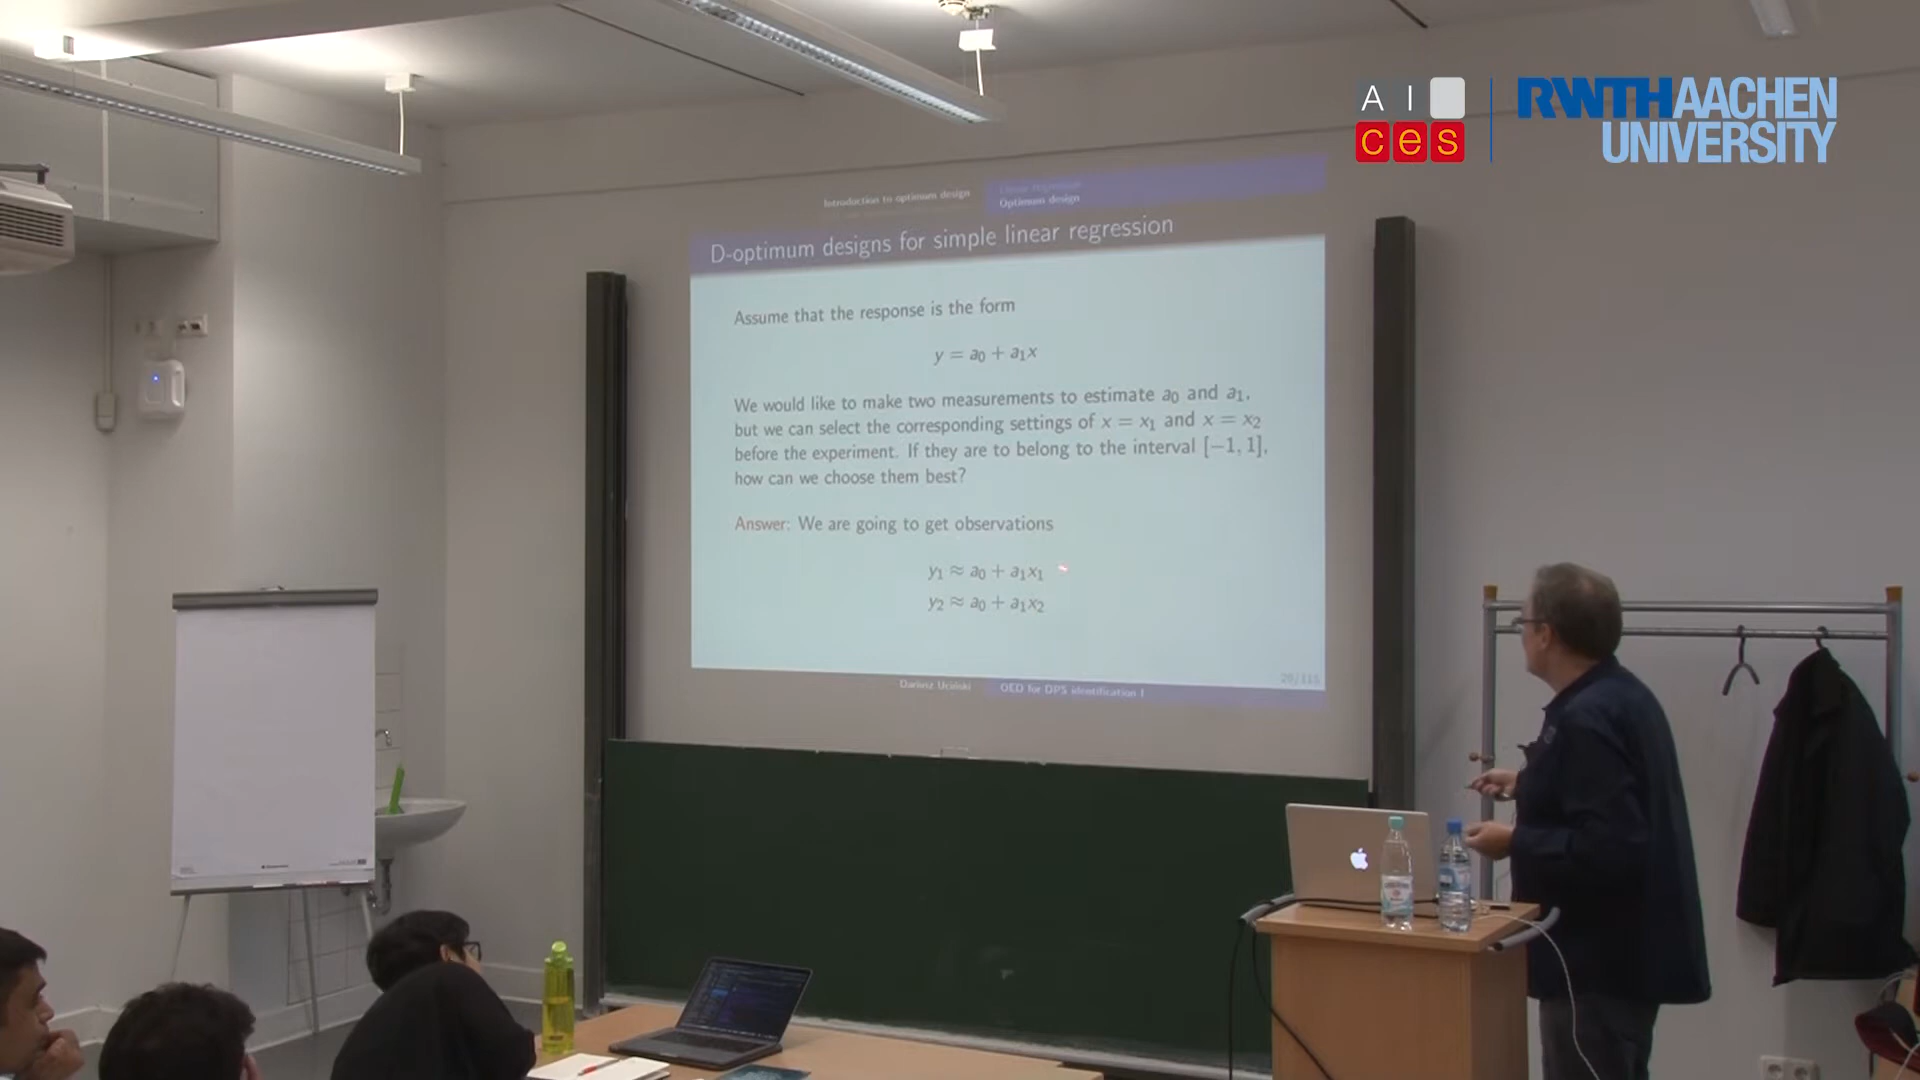 A I
ces
RWTH AACHEN
UNIVERSITY
Introduction to optimum design
Linear regression
Optimum design
D-optimum designs for simple linear regression
Assume that the response is the form
y = a₀ + a₁x
We would like to make two measurements to estimate a₀ and a₁,
but we can select the corresponding settings of x = x₁ and x = x₂
before the experiment. If they are to belong to the interval [−1, 1],
how can we choose them best?
Answer: We are going to get observations
y₁ ≈ a₀ + a₁x₁
y₂ ≈ a₀ + a₁x₂
Dariusz Uciński
OED for DPS identification I